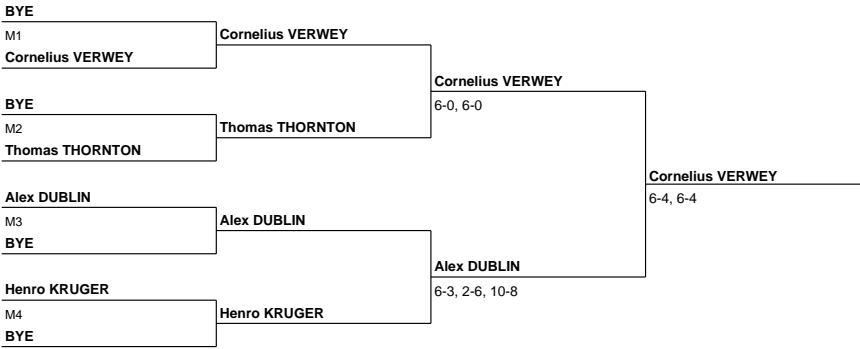 BYE
M1
Cornelius VERWEY
BYE
M2
Thomas THORNTON
Alex DUBLIN
M3
BYE
Henro KRUGER
M4
BYE
Cornelius VERWEY
Thomas THORNTON
Alex DUBLIN
Henro KRUGER
Cornelius VERWEY
6-0, 6-0
Alex DUBLIN
6-3, 2-6, 10-8
Cornelius VERWEY
6-4, 6-4